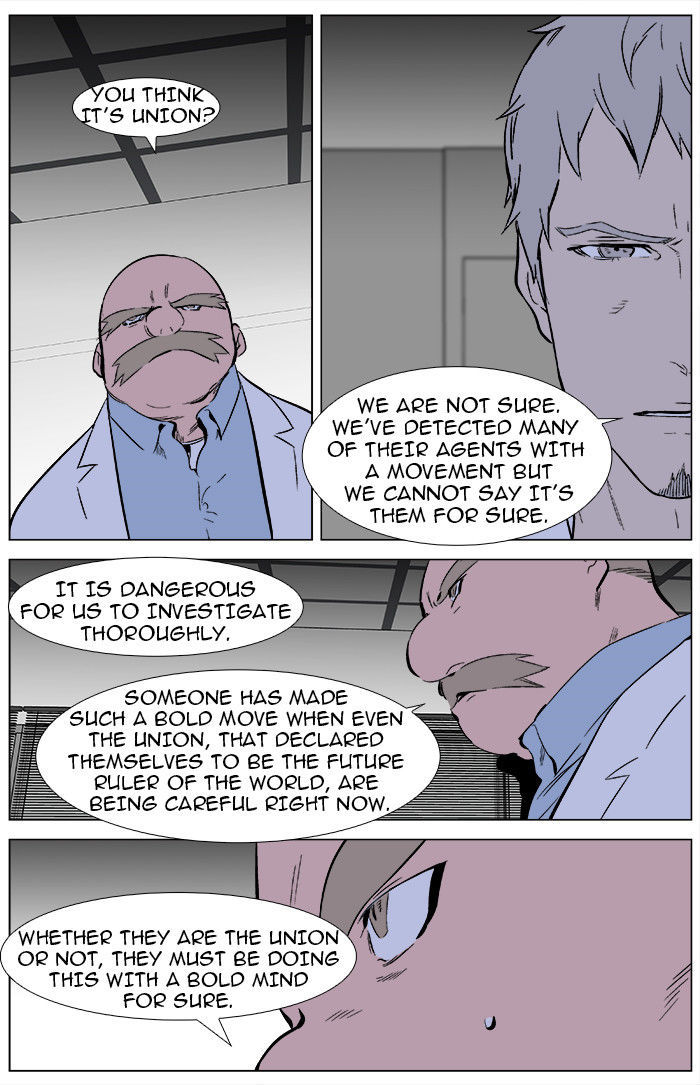 YOU THINK
IT'S UNION?
WE ARE NOT SURE.
WE'VE DETECTED MANY
OF THEIR AGENTS WITH
A MOVEMENT BUT
WE CANNOT SAY IT'S
THEM FOR SURE.
IT IS DANGEROUS
FOR US TO INVESTIGATE
THOROUGHLY.
SOMEONE HAS MADE
SUCH A BOLD MOVE WHEN EVEN
THE UNION, THAT DECLARED
THEMSELVES TO BE THE FUTURE
RULER OF THE WORLD, ARE
BEING CAREFUL RIGHT NOW.
WHETHER THEY ARE THE UNION
OR NOT, THEY MUST BE DOING
THIS WITH A BOLD MIND
FOR SURE.